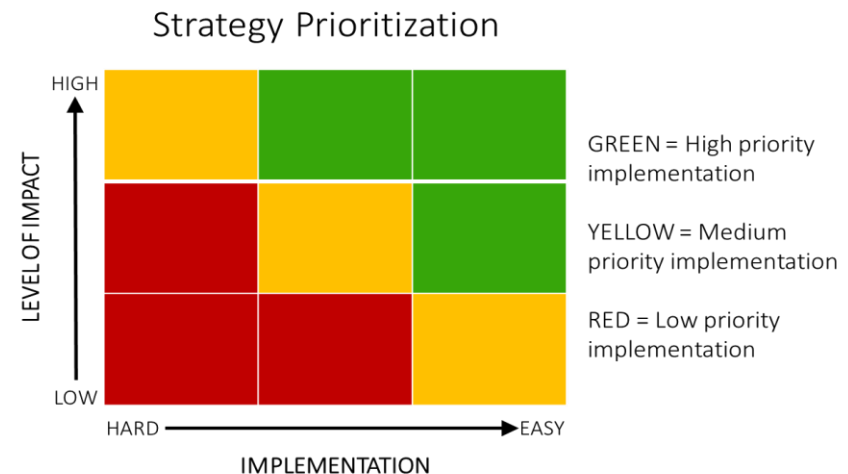 Strategy Prioritization
HIGH
LEVEL OF IMPACT
LOW
HARD
EASY
IMPLEMENTATION
GREEN = High priority
implementation
YELLOW = Medium
priority implementation
RED = Low priority
implementation